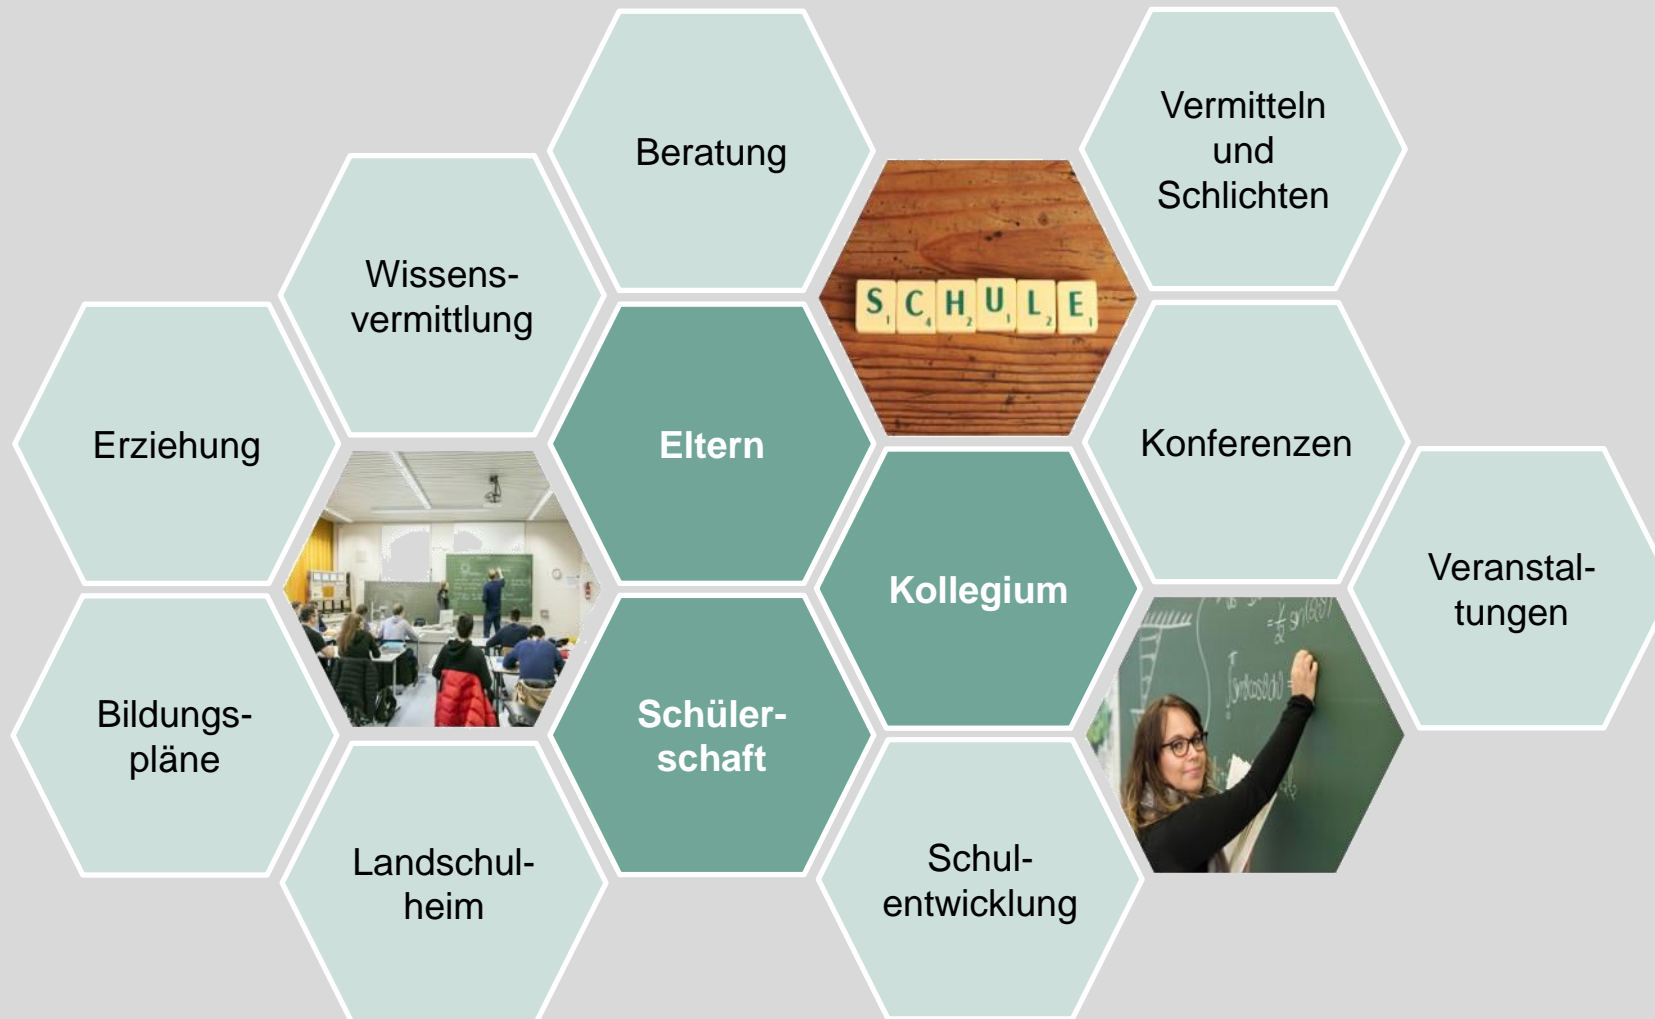 Beratung
Vermitteln
und
Schlichten
Wissens-
vermittlung
SCHULE
Erziehung
Eltern
Konferenzen
Kollegium
Veranstal-
tungen
Bildungs-
pläne
Schüler-
schaft
Landschul-
heim
Schul-
entwicklung